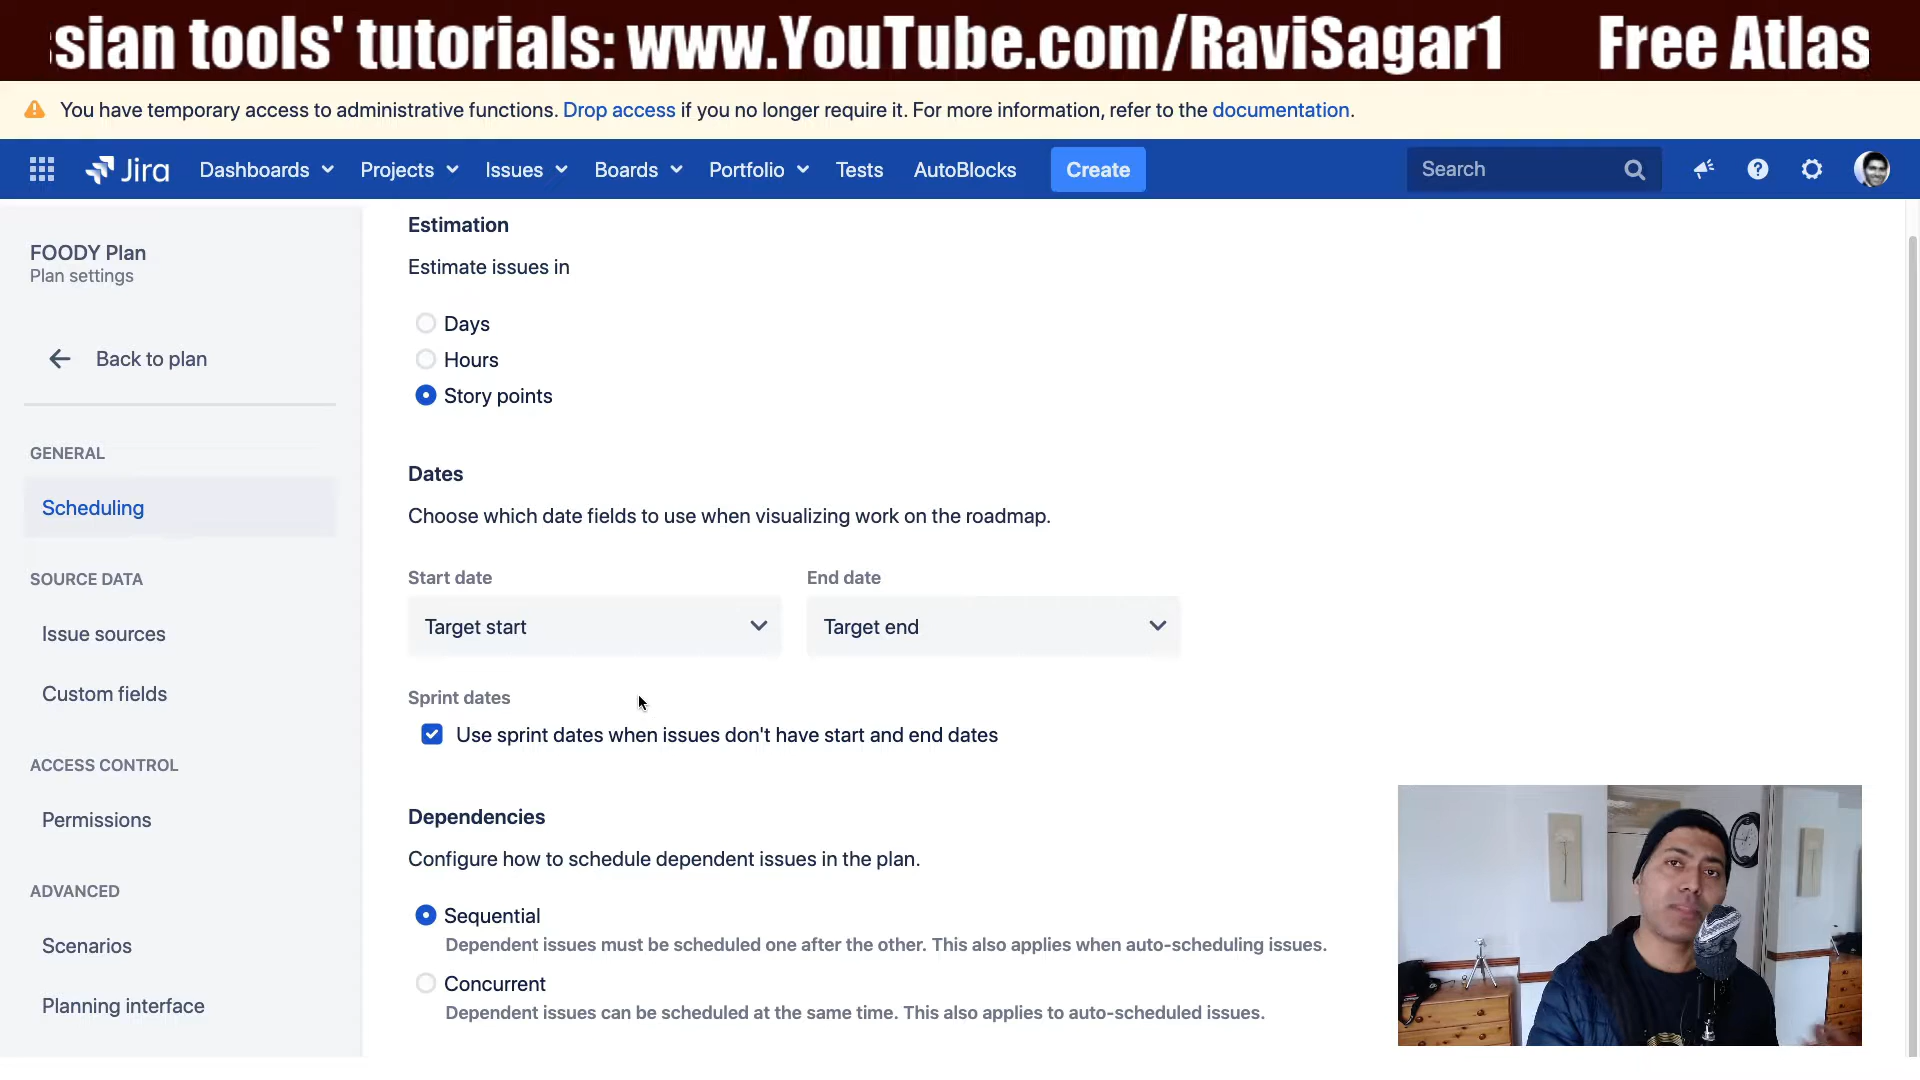 sian tools' tutorials: www.YouTube.com/RaviSagar1 Free Atlas
You have temporary access to administrative functions. Drop access if you no longer require it. For more information, refer to the documentation.
Jira Dashboards Projects Issues Boards Portfolio Tests AutoBlocks Create Search
FOODY Plan
Plan settings
Back to plan
GENERAL
Scheduling
SOURCE DATA
Issue sources
Custom fields
ACCESS CONTROL
Permissions
ADVANCED
Scenarios
Planning interface
Estimation
Estimate issues in
Days
Hours
Story points
Dates
Choose which date fields to use when visualizing work on the roadmap.
Start date End date
Target start Target end
Sprint dates
Use sprint dates when issues don't have start and end dates
Dependencies
Configure how to schedule dependent issues in the plan.
Sequential
Dependent issues must be scheduled one after the other. This also applies when auto-scheduling issues.
Concurrent
Dependent issues can be scheduled at the same time. This also applies to auto-scheduled issues.